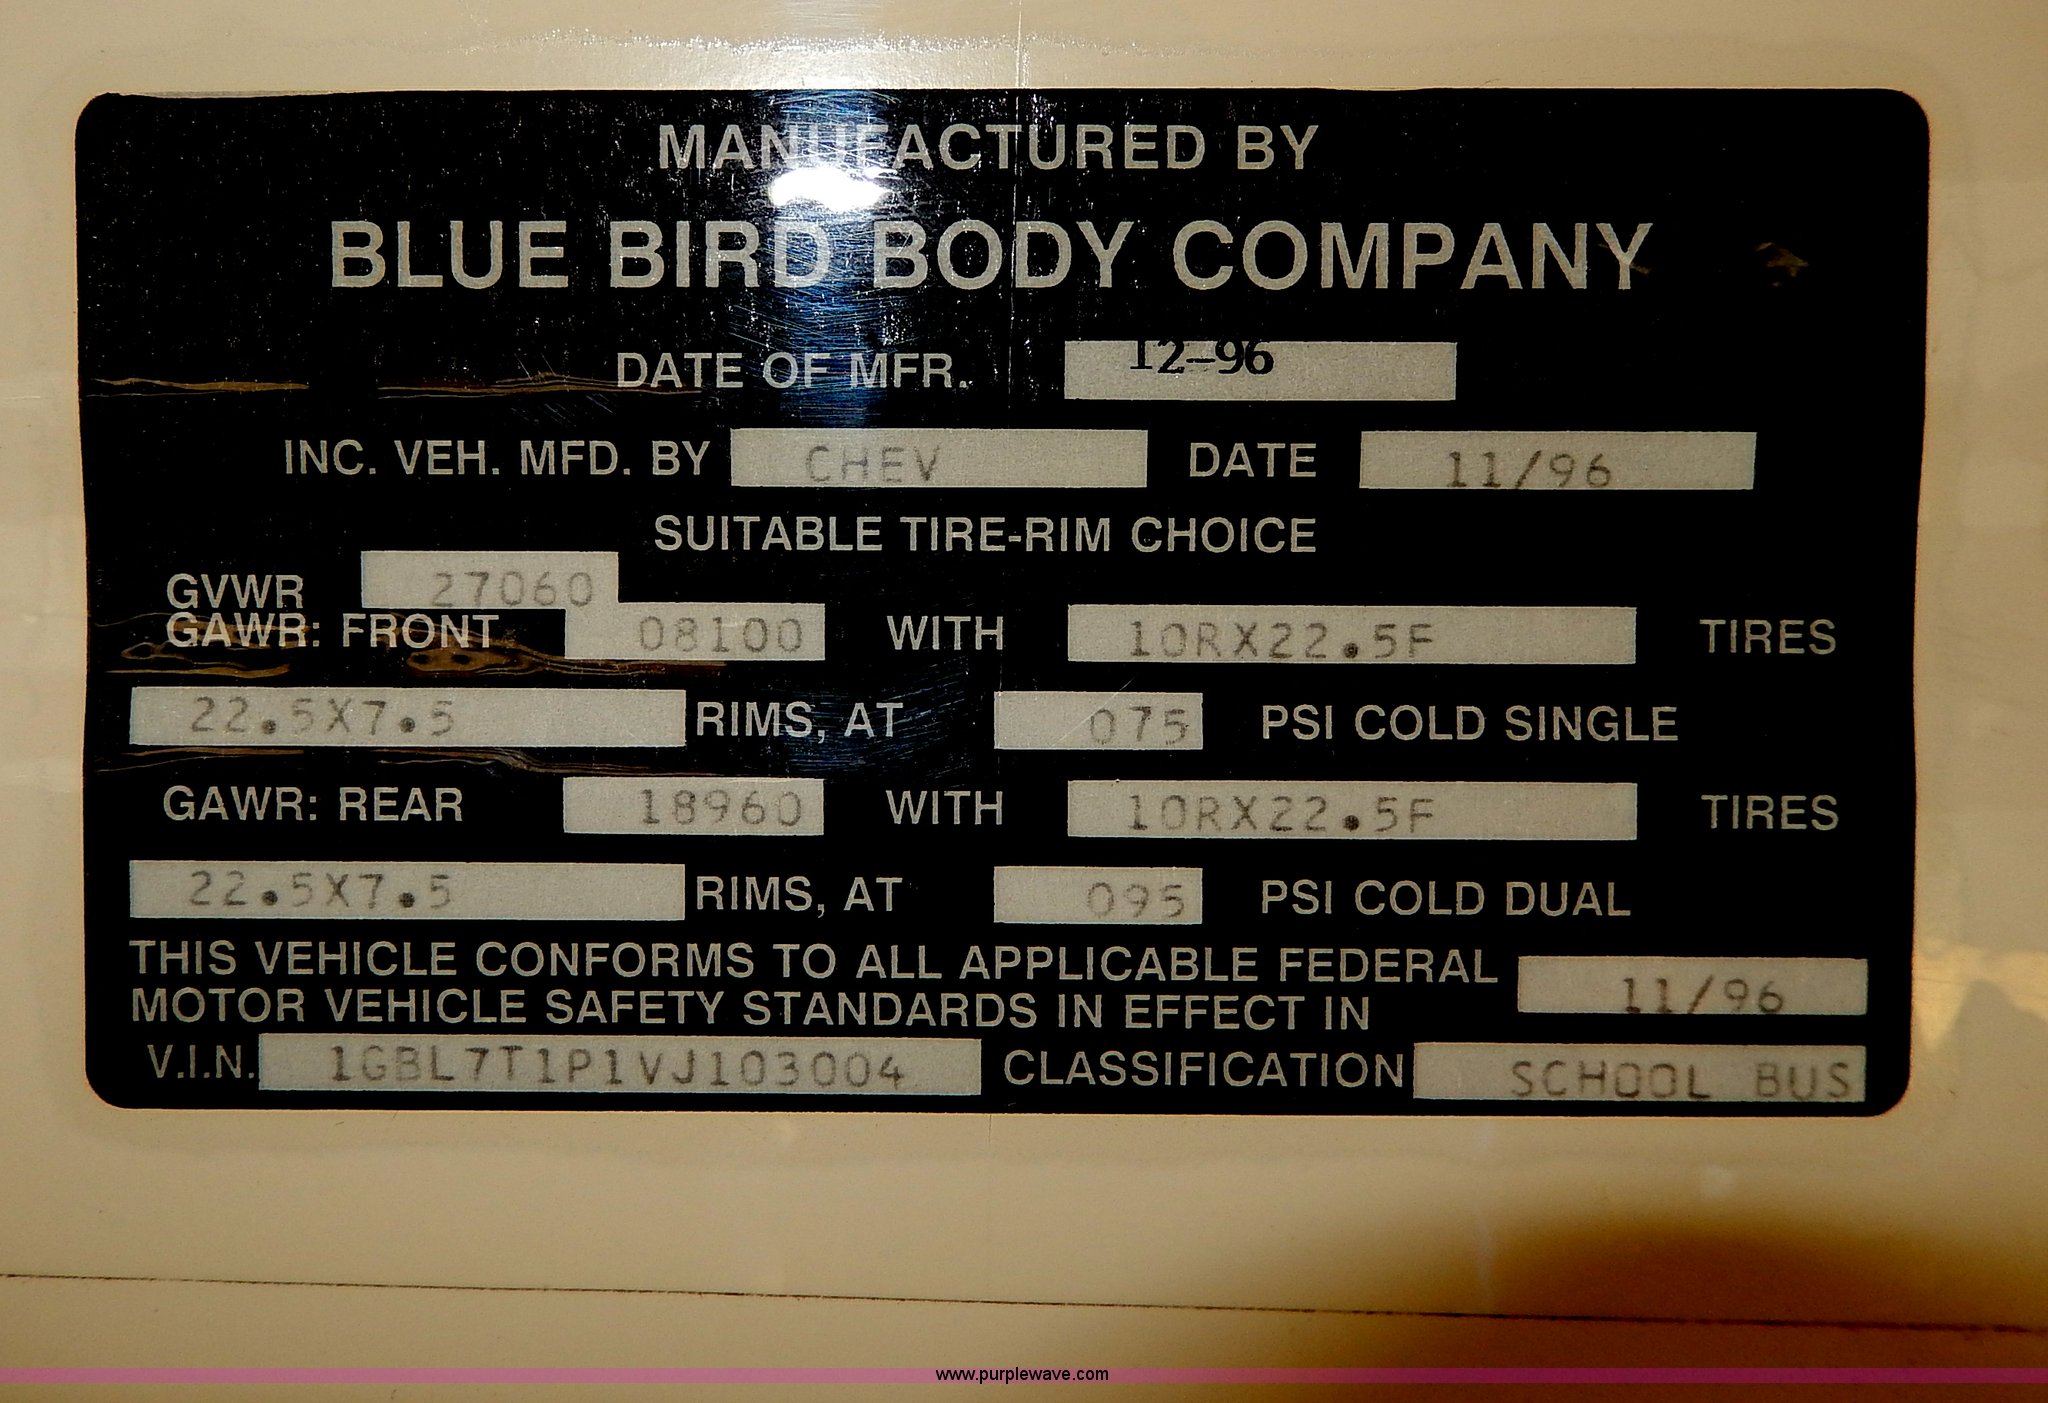 MANUFACTURED BY
BLUE BIRD BODY COMPANY
DATE OF MFR. 12-96
INC. VEH. MFD. BY CHEV DATE 11/96
SUITABLE TIRE-RIM CHOICE
GVWR 27060
GAWR: FRONT 08100 WITH 10RX22.5F TIRES
22.5X7.5 RIMS, AT 075 PSI COLD SINGLE
GAWR: REAR 18960 WITH 10RX22.5F TIRES
22.5X7.5 RIMS, AT 095 PSI COLD DUAL
THIS VEHICLE CONFORMS TO ALL APPLICABLE FEDERAL
MOTOR VEHICLE SAFETY STANDARDS IN EFFECT IN 11/96
V.I.N. 1GBL7T1P1VJ103004 CLASSIFICATION SCHOOL BUS
www.purplewave.com